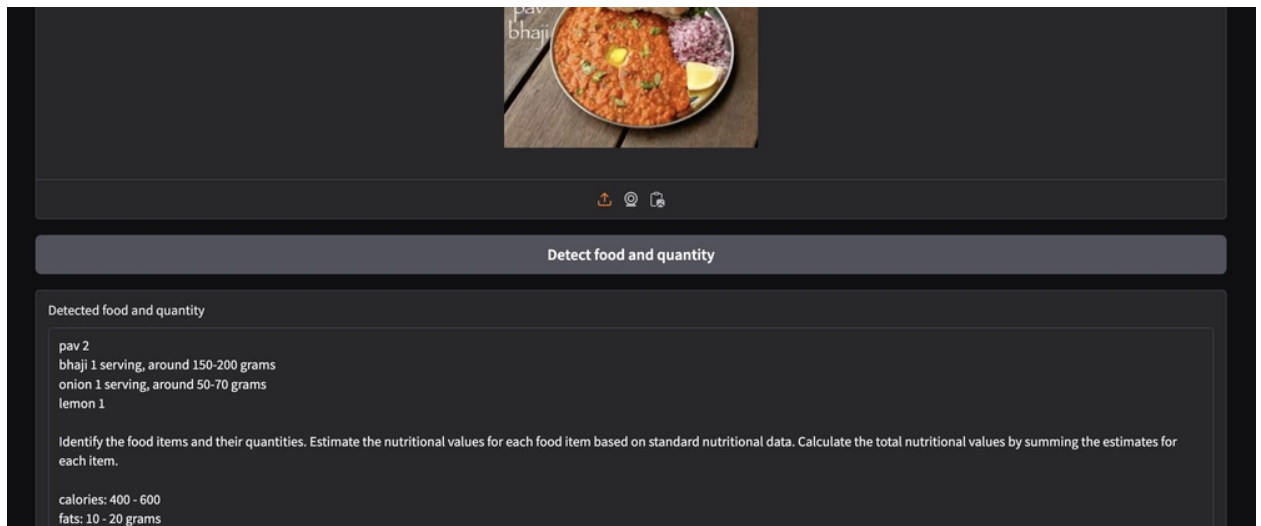 pav
bhaji
Detect food and quantity
Detected food and quantity
pav 2
bhaji 1 serving, around 150-200 grams
onion 1 serving, around 50-70 grams
lemon 1
Identify the food items and their quantities. Estimate the nutritional values for each food item based on standard nutritional data. Calculate the total nutritional values by summing the estimates for
each item.
calories: 400 - 600
fats: 10 - 20 grams